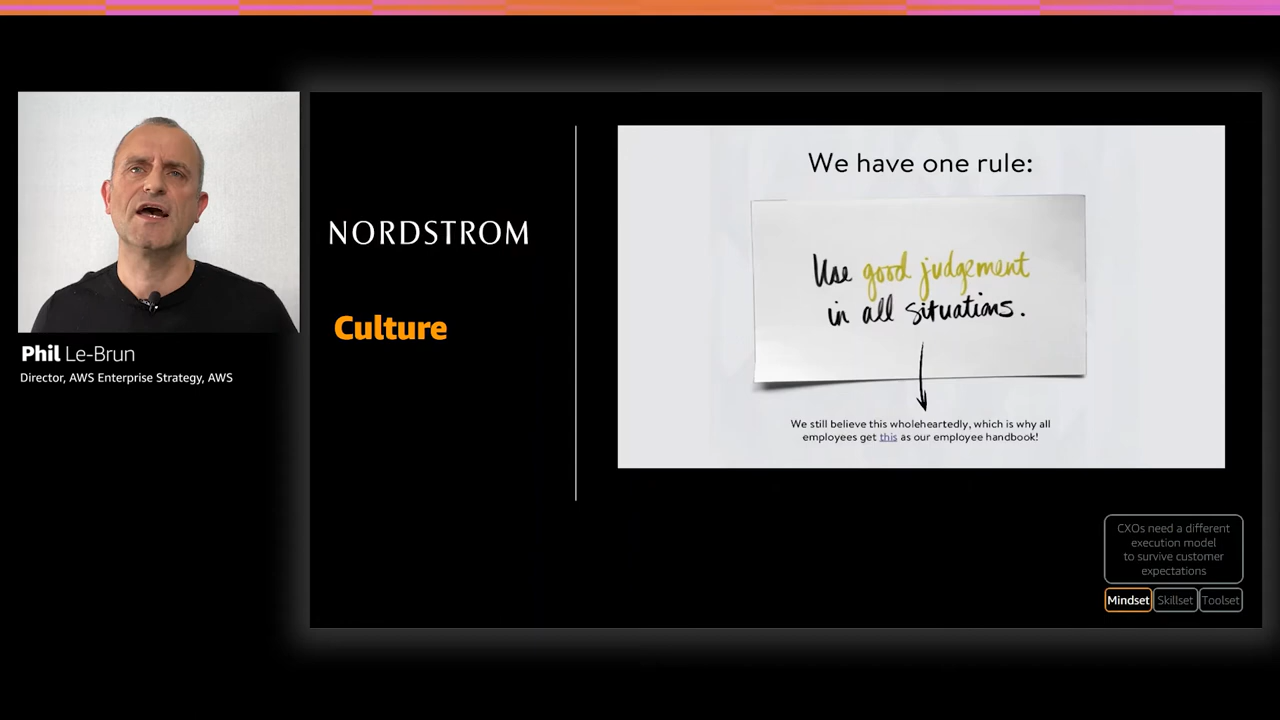 Phil Le-Brun
Director, AWS Enterprise Strategy, AWS
NORDSTROM
Culture
We have one rule:
Use good judgement
in all situations.
We still believe this wholeheartedly, which is why all
employees get this as our employee handbook!
CXOs need a different
execution model
to survive customer
expectations
Mindset Skillset Toolset